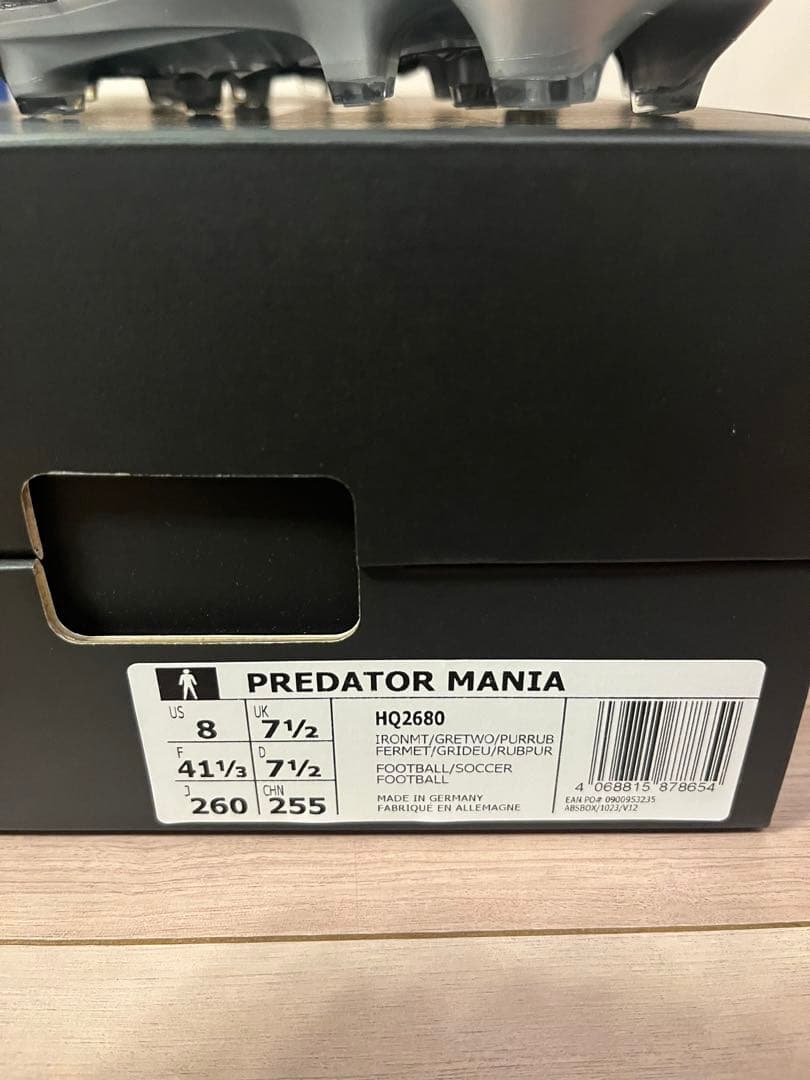 PREDATOR MANIA
US 8 UK 7½
F 41⅓ D 7½
J 260 CHN 255
HQ2680
IRONMT/GRETWO/PURRUB
FERMET/GRIDEU/RUBPUR
FOOTBALL/SOCCER
FOOTBALL
MADE IN GERMANY
FABRIQUÉ EN ALLEMAGNE
4 068815 878654
EAN PO# 0900953235
ABSBOX/1023/V12